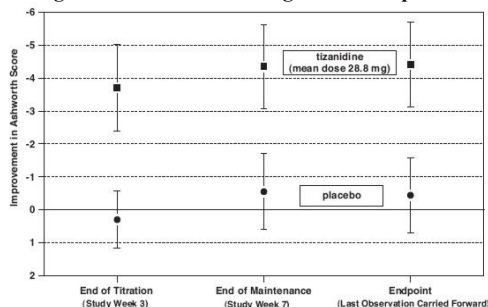 -6
-5
-4
-3
-2
-1
0
1
2
Improvement in Ashworth Score
tizanidine
(mean dose 28.8 mg)
placebo
End of Titration
(Study Week 3)
End of Maintenance
(Study Week 7)
Endpoint
(Last Observation Carried Forward)